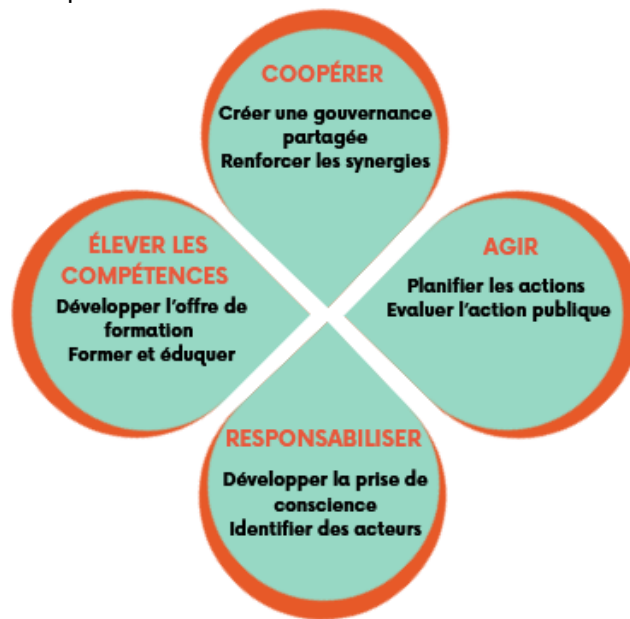 COOPÉRER
Créer une gouvernance
partagée
Renforcer les synergies
ÉLEVER LES
COMPÉTENCES
Développer l'offre de
formation
Former et éduquer
AGIR
Planifier les actions
Evaluer l'action publique
RESPONSABILISER
Développer la prise de
conscience
Identifier des acteurs